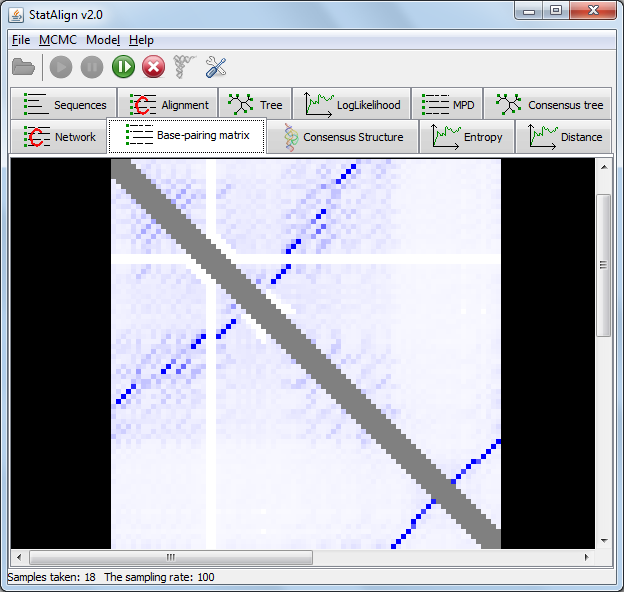 StatAlign v2.0
File MCMC Model Help
Sequences Alignment Tree LogLikelihood MPD Consensus tree
Network Base-pairing matrix Consensus Structure Entropy Distance
Samples taken: 18 The sampling rate: 100